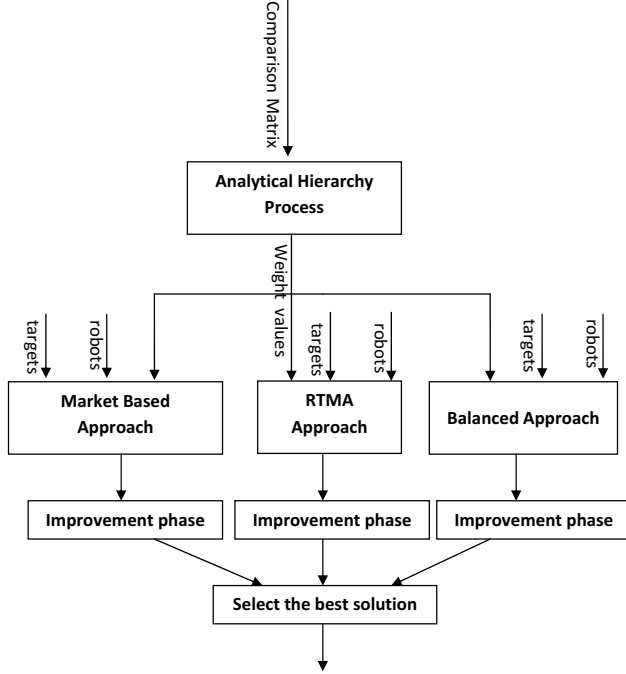 Comparison Matrix
Analytical Hierarchy
Process
Weight values
targets
robots
targets
robots
targets
robots
Market Based
Approach
RTMA
Approach
Balanced Approach
Improvement phase
Improvement phase
Improvement phase
Select the best solution